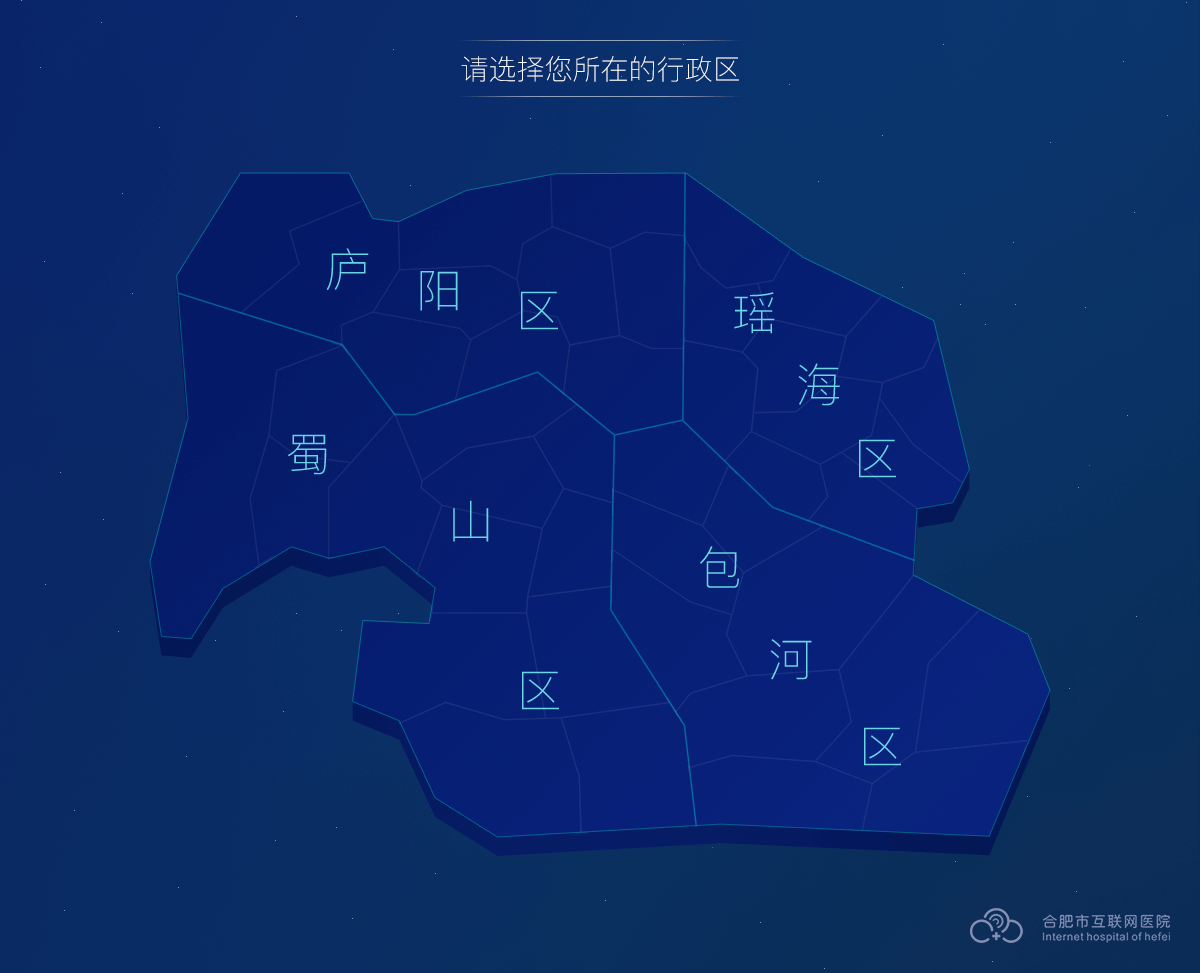 请选择您所在的行政区
庐阳区
瑶海区
蜀山区
包河区
合肥市互联网医院
Internet hospital of hefei